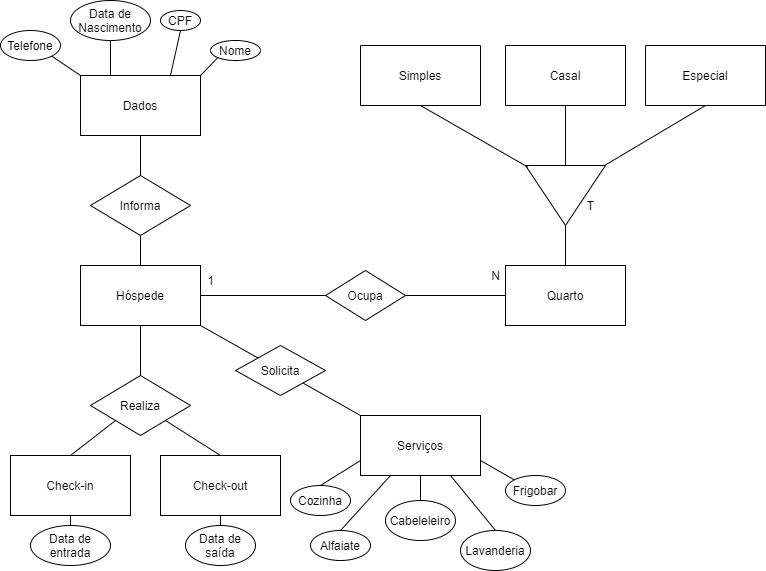 Data de
Nascimento
CPF
Telefone
Nome
Dados
Simples
Casal
Especial
Informa
T
Hóspede
1
Ocupa
N
Quarto
Solicita
Realiza
Serviços
Check-in
Check-out
Cozinha
Frigobar
Cabeleleiro
Alfaiate
Lavanderia
Data de
entrada
Data de
saída